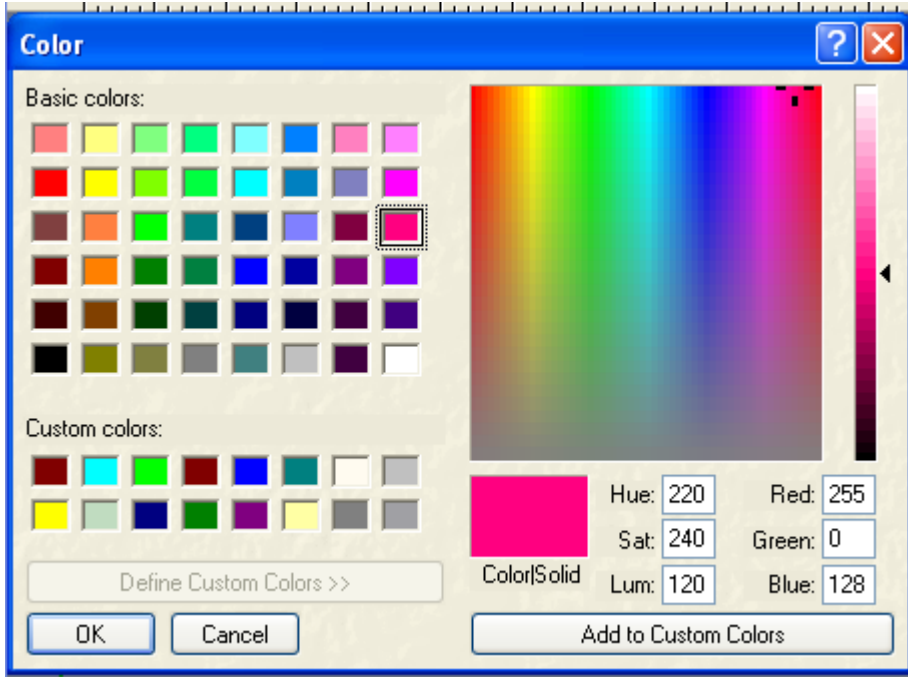 Color
Basic colors:
Custom colors:
Define Custom Colors >>
OK Cancel
Color|Solid
Hue: 220 Red: 255
Sat: 240 Green: 0
Lum: 120 Blue: 128
Add to Custom Colors